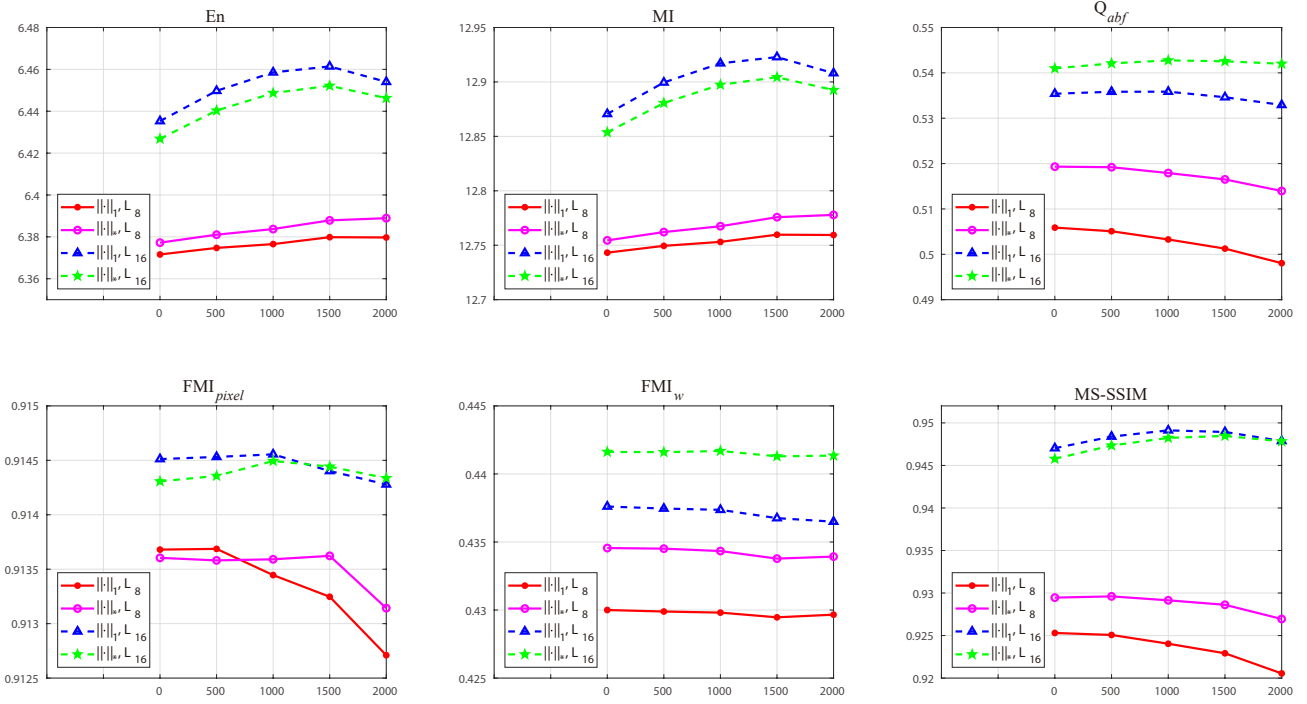 En
6.48
6.46
6.44
6.42
6.4
6.38
6.36
||·||1, L 8
||·||*, L 8
||·||1, L 16
||·||*, L 16
0 500 1000 1500 2000
MI
12.95
12.9
12.85
12.8
12.75
12.7
||·||1, L 8
||·||*, L 8
||·||1, L 16
||·||*, L 16
0 500 1000 1500 2000
Qabf
0.55
0.54
0.53
0.52
0.51
0.5
0.49
||·||1, L 8
||·||*, L 8
||·||1, L 16
||·||*, L 16
0 500 1000 1500 2000
FMIpixel
0.915
0.9145
0.914
0.9135
0.913
0.9125
||·||1, L 8
||·||*, L 8
||·||1, L 16
||·||*, L 16
0 500 1000 1500 2000
FMIw
0.445
0.44
0.435
0.43
0.425
||·||1, L 8
||·||*, L 8
||·||1, L 16
||·||*, L 16
0 500 1000 1500 2000
MS-SSIM
0.95
0.945
0.94
0.935
0.93
0.925
0.92
||·||1, L 8
||·||*, L 8
||·||1, L 16
||·||*, L 16
0 500 1000 1500 2000